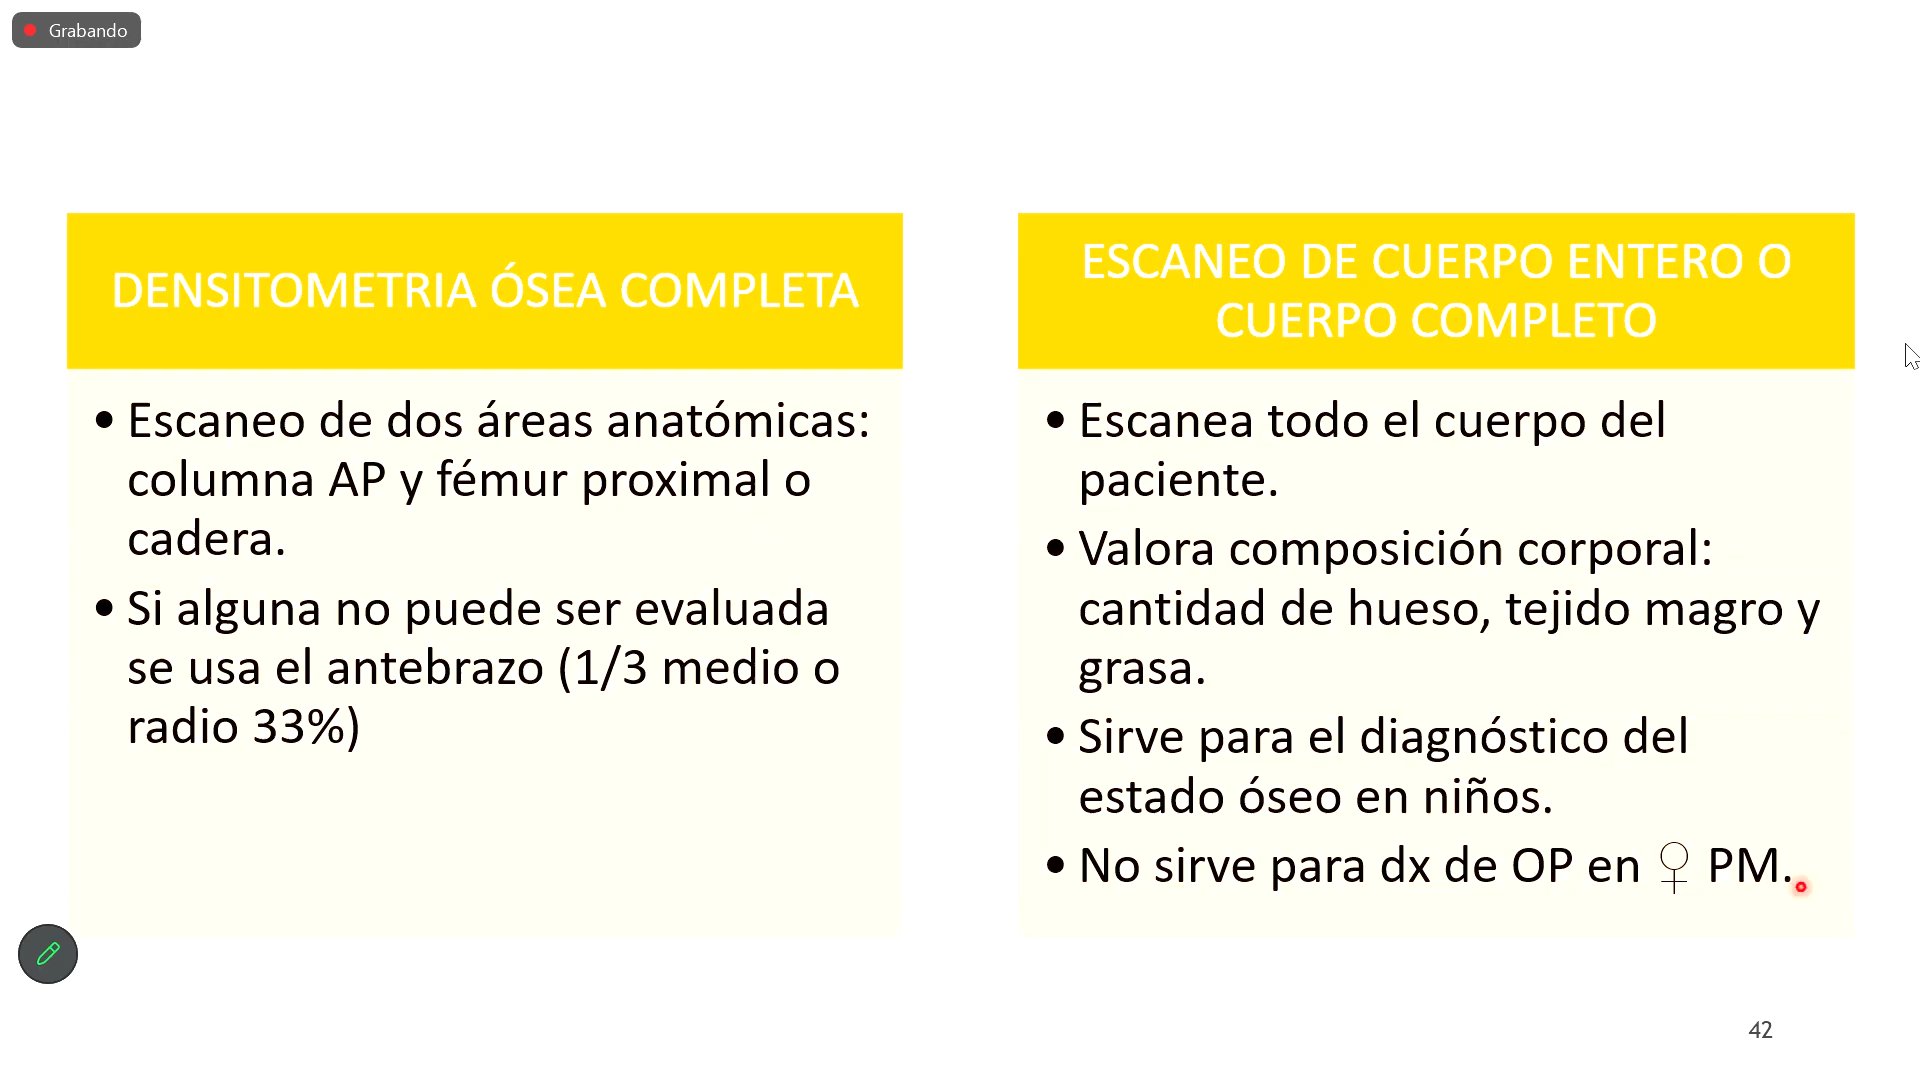 Grabando
DENSITOMETRIA ÓSEA COMPLETA
• Escaneo de dos áreas anatómicas:
columna AP y fémur proximal o
cadera.
• Si alguna no puede ser evaluada
se usa el antebrazo (1/3 medio o
radio 33%)
ESCANEO DE CUERPO ENTERO O
CUERPO COMPLETO
• Escanea todo el cuerpo del
paciente.
• Valora composición corporal:
cantidad de hueso, tejido magro y
grasa.
• Sirve para el diagnóstico del
estado óseo en niños.
• No sirve para dx de OP en ♀ PM.
42